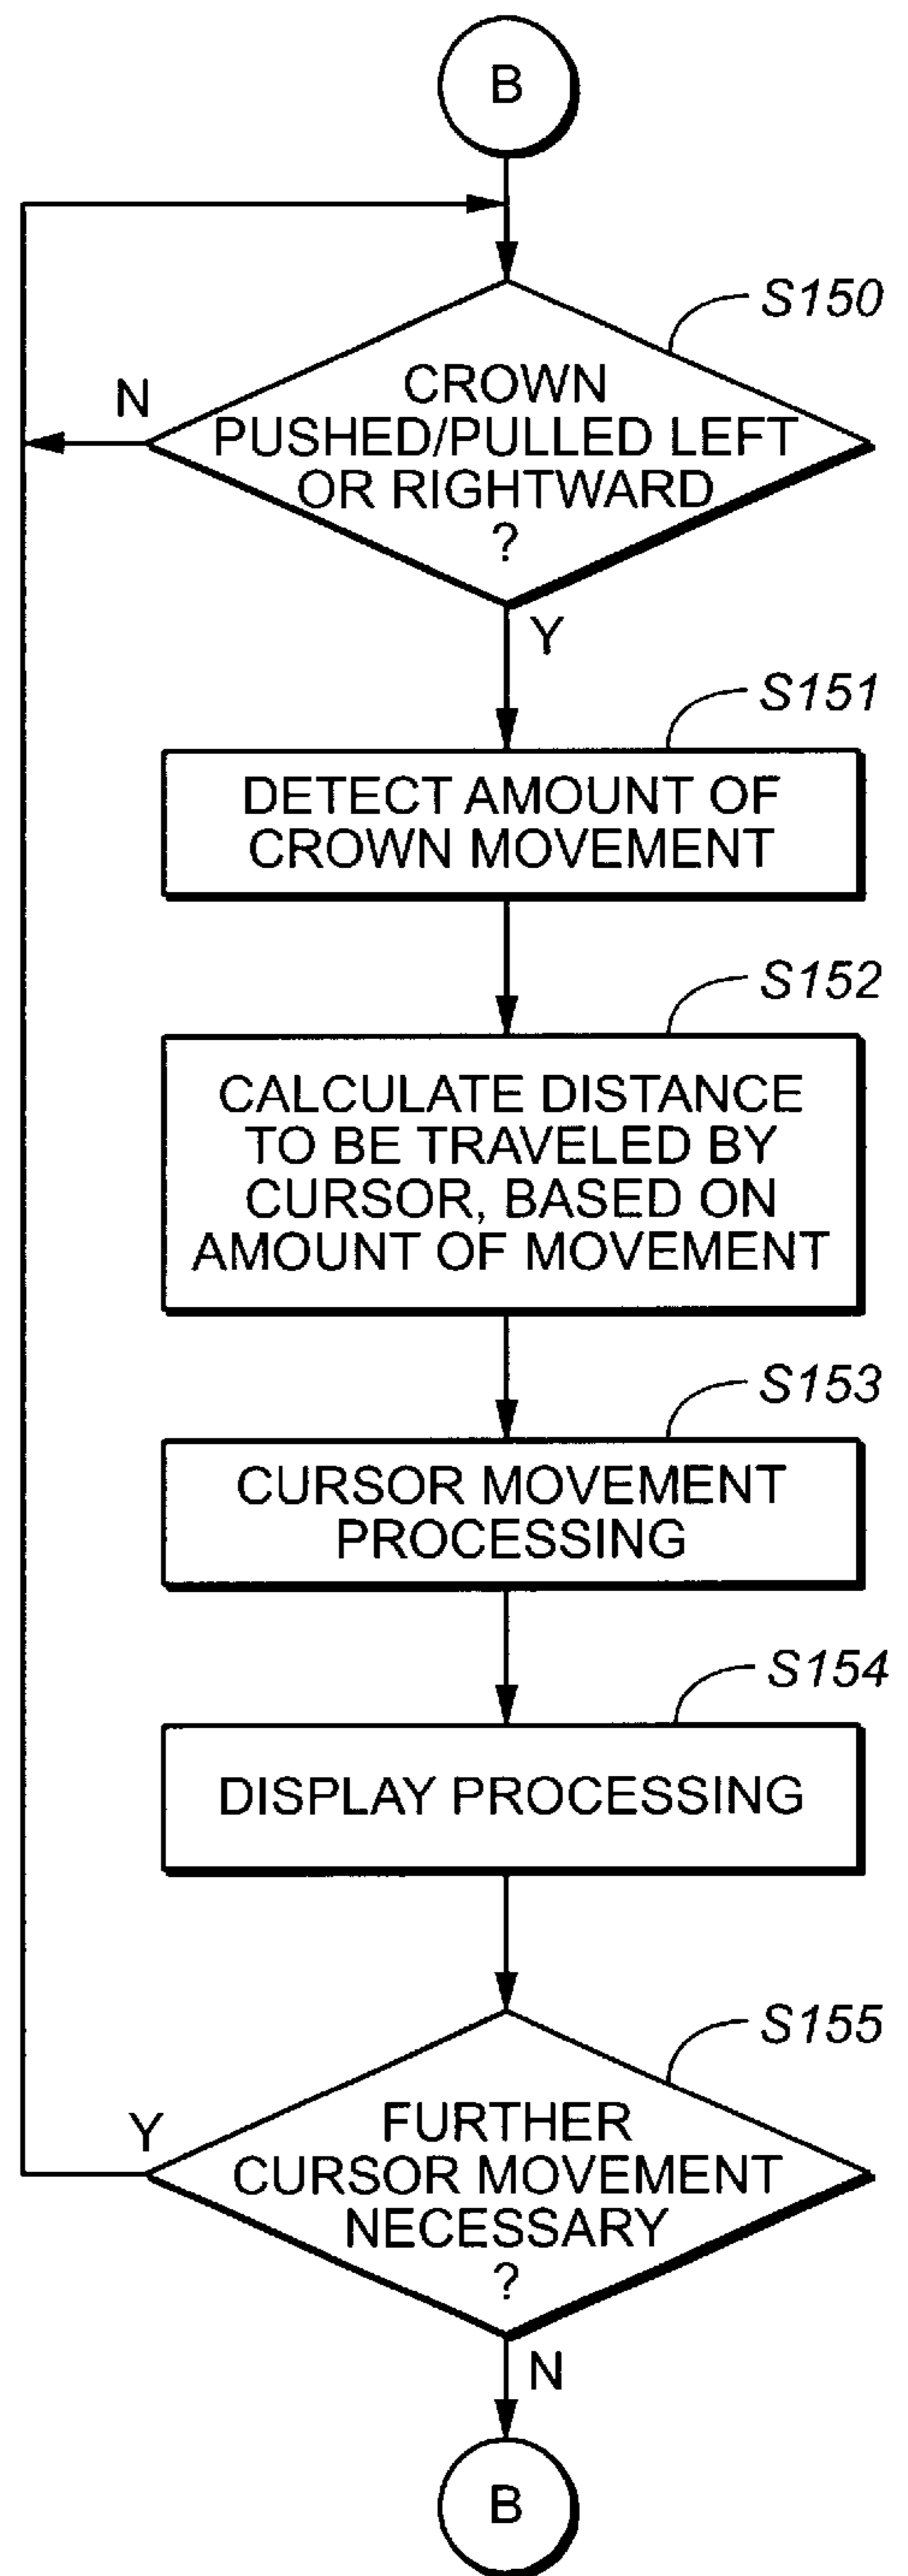 B
S150
CROWN
N
PUSHED/PULLED LEFT
OR RIGHTWARD
?
Y
S151
DETECT AMOUNT OF
CROWN MOVEMENT
S152
CALCULATE DISTANCE
TO BE TRAVELED BY
CURSOR, BASED ON
AMOUNT OF MOVEMENT
S153
CURSOR MOVEMENT
PROCESSING
S154
DISPLAY PROCESSING
S155
Y
FURTHER
CURSOR MOVEMENT
NECESSARY
?
N
B